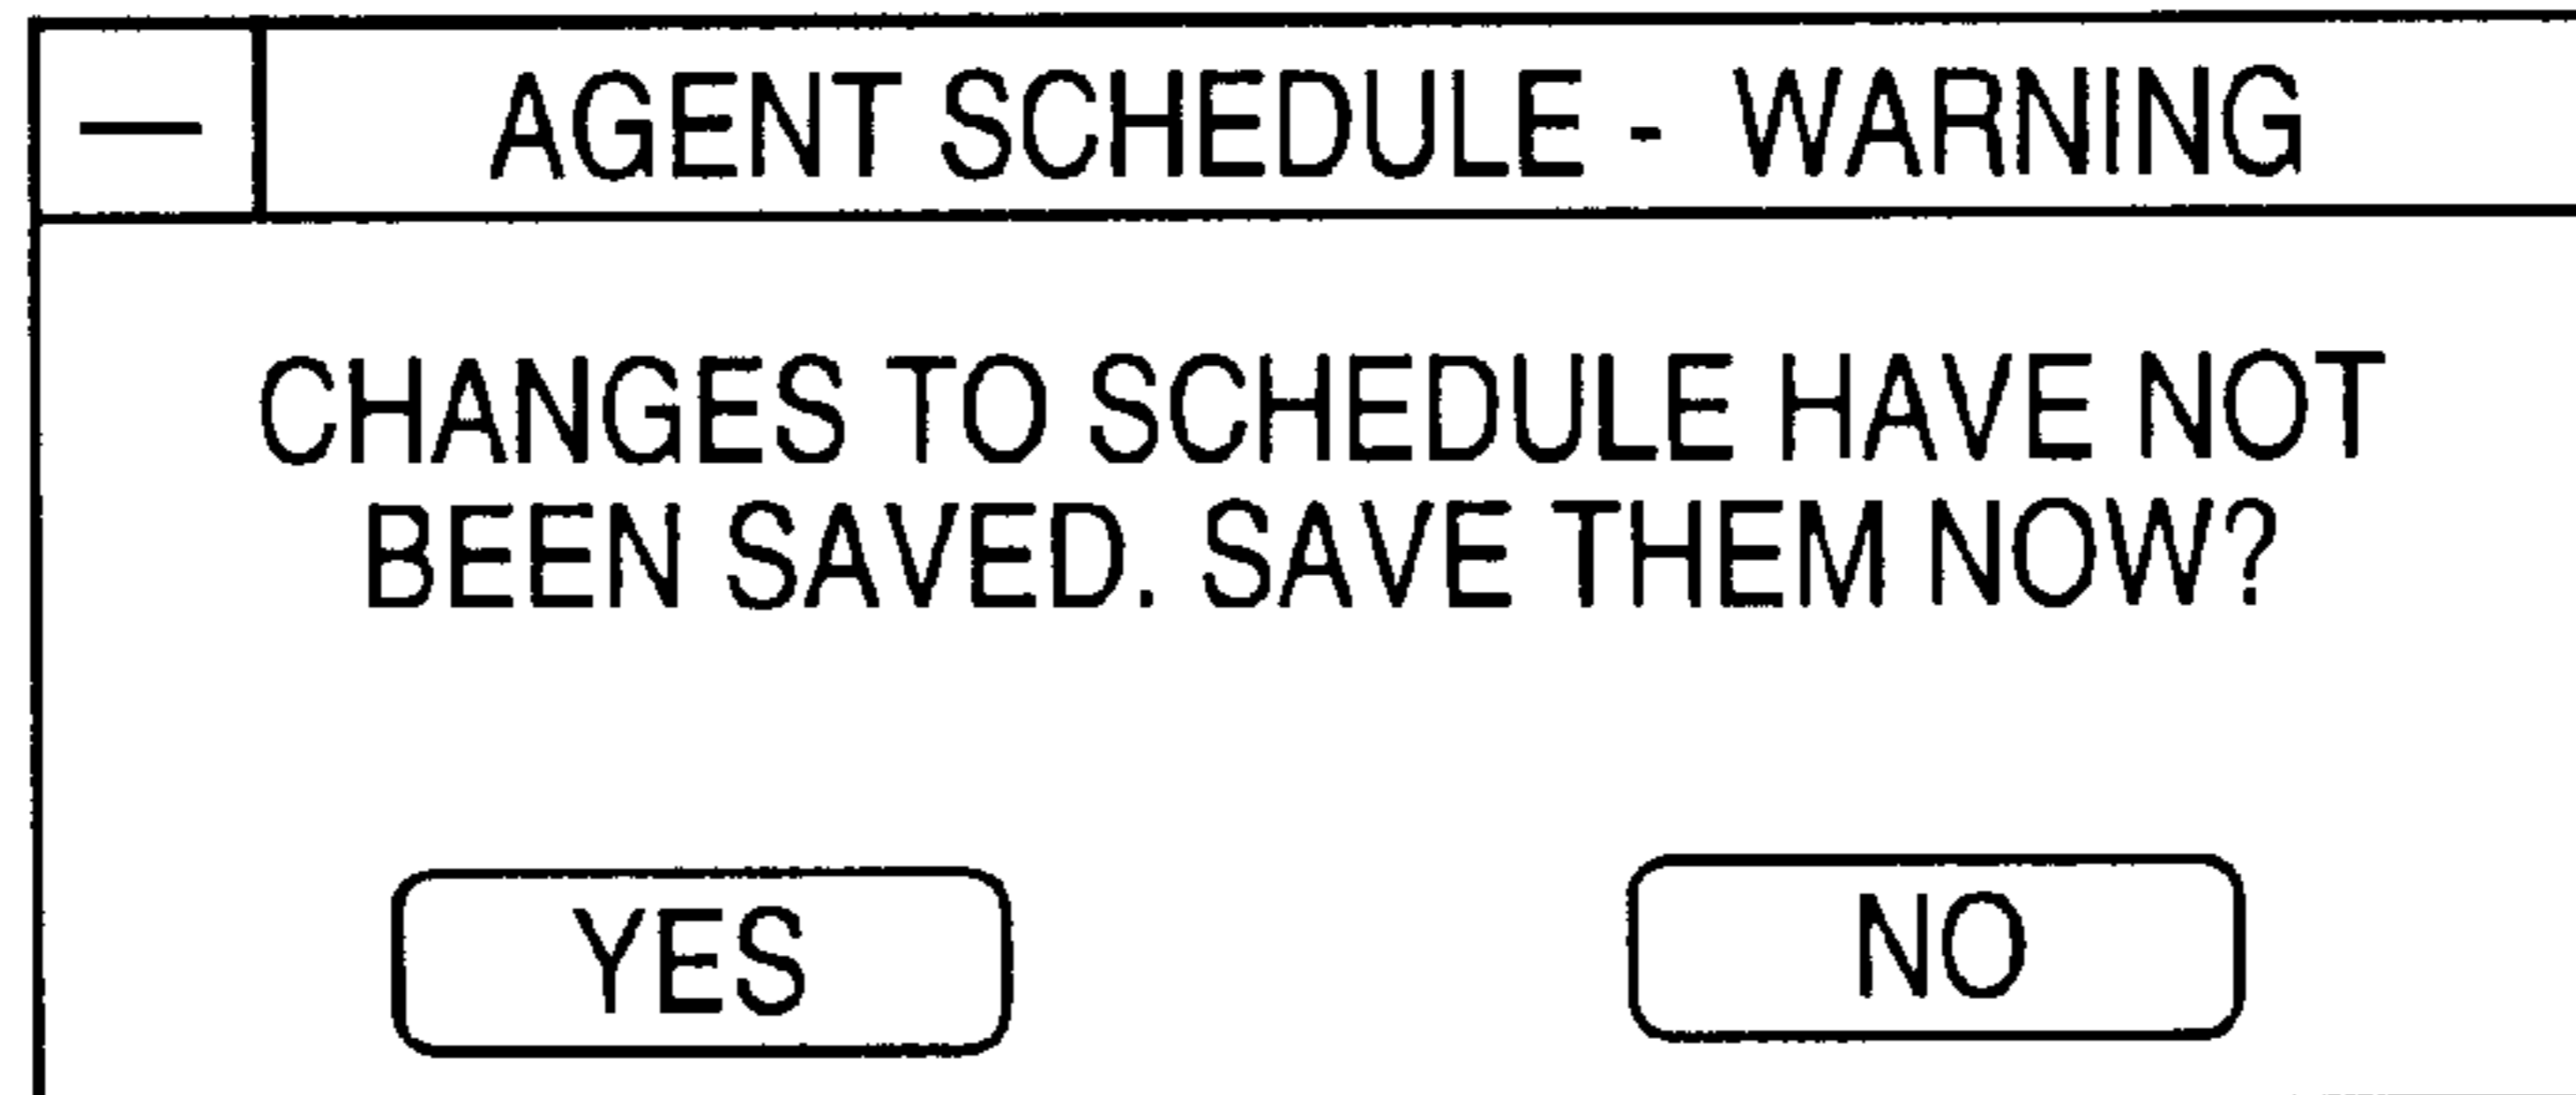 AGENT SCHEDULE - WARNING
CHANGES TO SCHEDULE HAVE NOT
BEEN SAVED. SAVE THEM NOW?
YES
NO